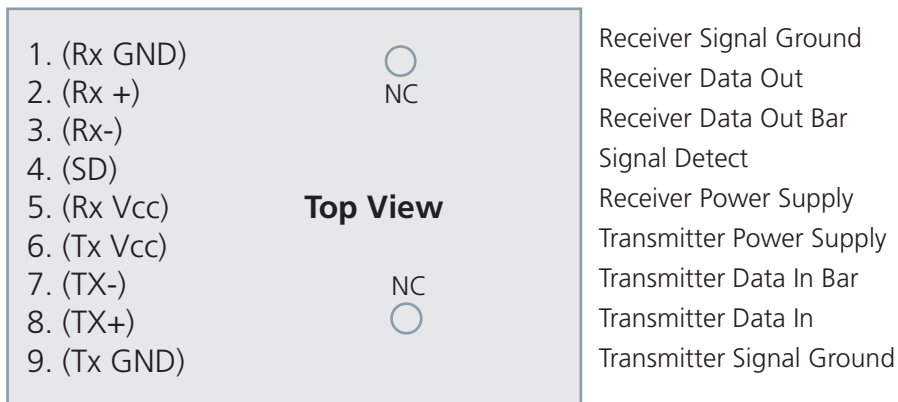 1. (Rx GND)
2. (Rx +)
3. (Rx-)
4. (SD)
5. (Rx Vcc)
6. (Tx Vcc)
7. (TX-)
8. (TX+)
9. (Tx GND)
NC
Top View
NC
Receiver Signal Ground
Receiver Data Out
Receiver Data Out Bar
Signal Detect
Receiver Power Supply
Transmitter Power Supply
Transmitter Data In Bar
Transmitter Data In
Transmitter Signal Ground